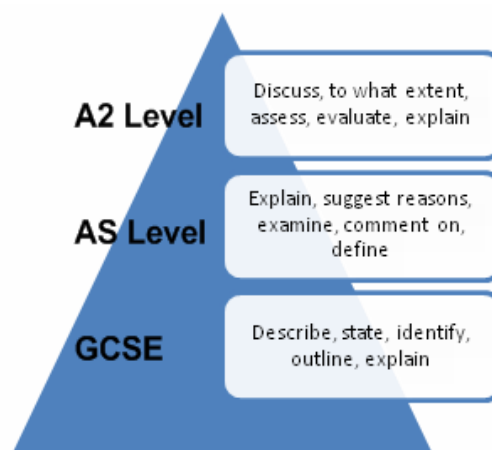 A2 Level
Discuss, to what extent,
assess, evaluate, explain
AS Level
Explain, suggest reasons,
examine, comment on,
define
GCSE
Describe, state, identify,
outline, explain